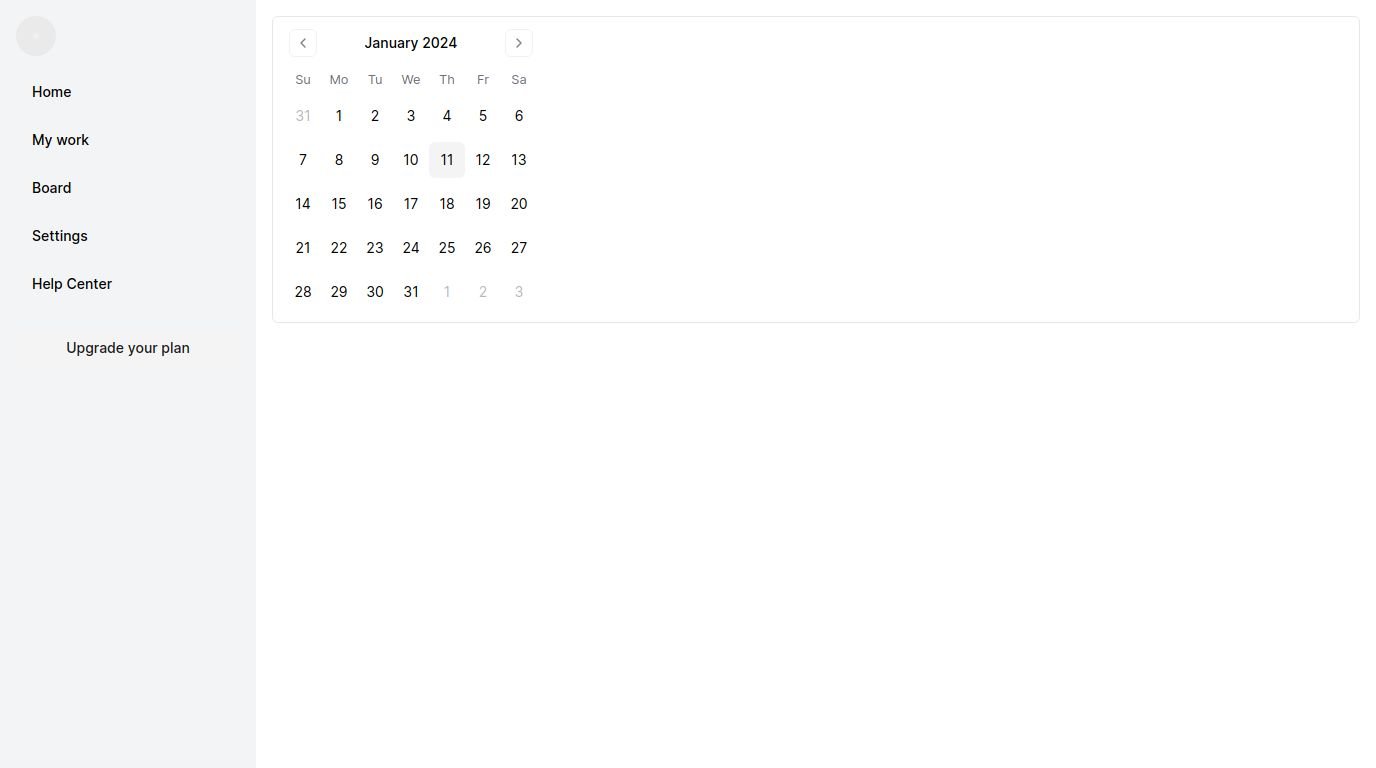 Home
My work
Board
Settings
Help Center
Upgrade your plan
January 2024
Su Mo Tu We Th Fr Sa
31 1 2 3 4 5 6
7 8 9 10 11 12 13
14 15 16 17 18 19 20
21 22 23 24 25 26 27
28 29 30 31 1 2 3